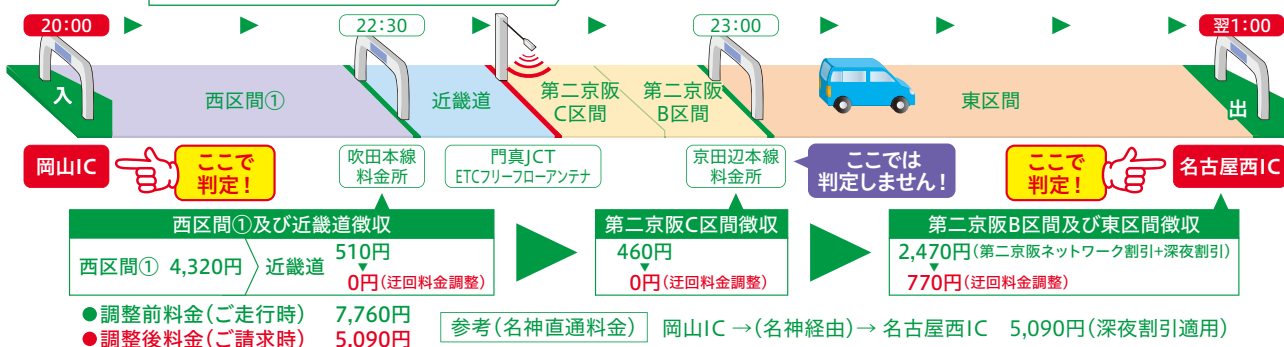 20:00
22:30
23:00
翌1:00
入
西区間①
近畿道
第二京阪
C区間
第二京阪
B区間
東区間
出
岡山IC
ここで
判定!
吹田本線
料金所
門真JCT
ETCフリーフローアンテナ
京田辺本線
料金所
ここでは
判定しません!
ここで
判定!
名古屋西IC
西区間①及び近畿道徴収
西区間① 4,320円
近畿道
510円
0円(迂回料金調整)
第二京阪C区間徴収
460円
0円(迂回料金調整)
第二京阪B区間及び東区間徴収
2,470円(第二京阪ネットワーク割引+深夜割引)
770円(迂回料金調整)
●調整前料金(ご走行時) 7,760円
●調整後料金(ご請求時) 5,090円
参考(名神直通料金) 岡山IC→(名神経由)→名古屋西IC 5,090円(深夜割引適用)